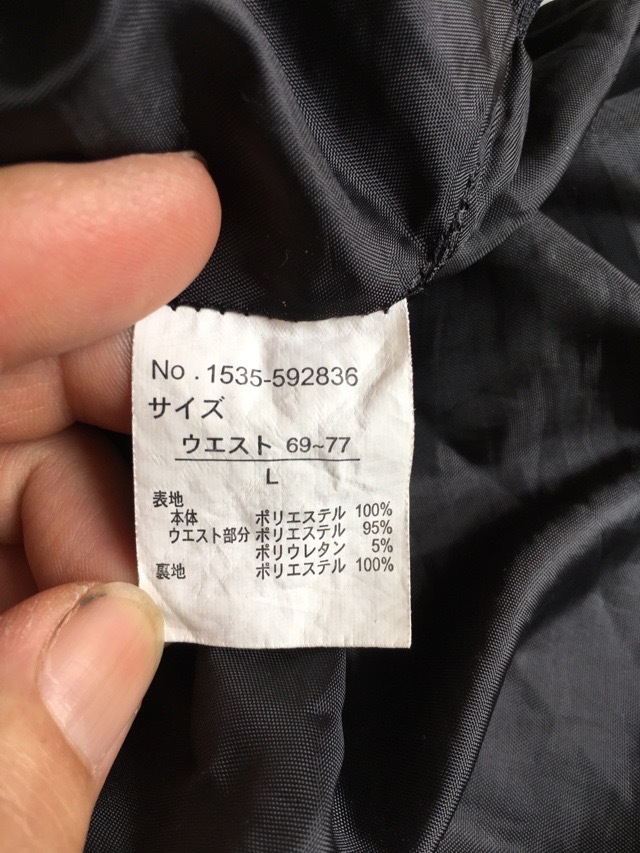 No . 1535-592836
サイズ
ウエスト 69~77
L
表地
本体 ポリエステル 100%
ウエスト部分 ポリエステル 95%
ポリウレタン 5%
裏地 ポリエステル 100%